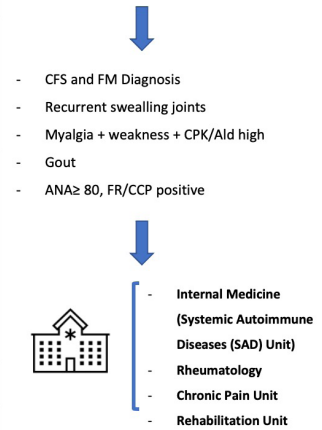 - CFS and FM Diagnosis
- Recurrent swealling joints
- Myalgia + weakness + CPK/Ald high
- Gout
- ANA≥ 80, FR/CCP positive
- Internal Medicine
(Systemic Autoimmune
Diseases (SAD) Unit)
- Rheumatology
- Chronic Pain Unit
- Rehabilitation Unit